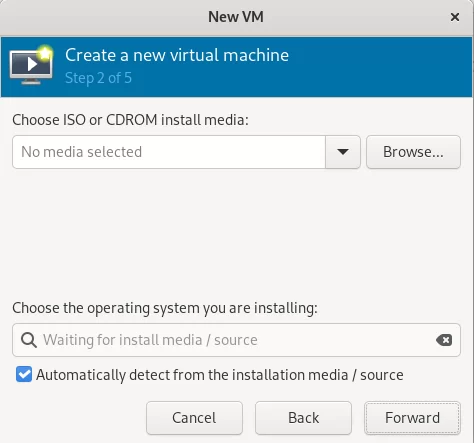 New VM
Create a new virtual machine
Step 2 of 5
Choose ISO or CDROM install media:
No media selected
Browse...
Choose the operating system you are installing:
Waiting for install media / source
Automatically detect from the installation media / source
Cancel
Back
Forward